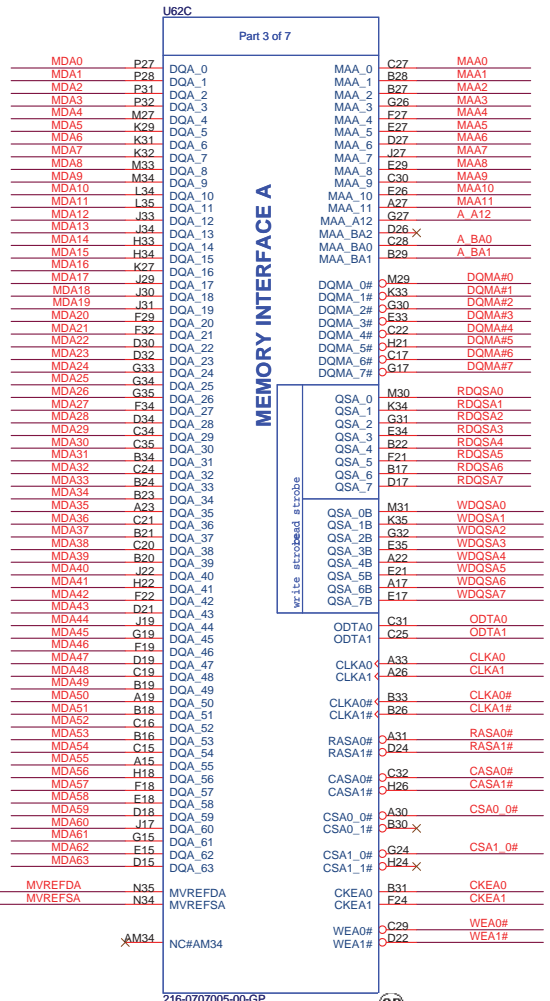 U62C
Part 3 of 7
MEMORY INTERFACE A
MDA0 P27 DQA_0
MDA1 P28 DQA_1
MDA2 P31 DQA_2
MDA3 P32 DQA_3
MDA4 M27 DQA_4
MDA5 K29 DQA_5
MDA6 K31 DQA_6
MDA7 K32 DQA_7
MDA8 M33 DQA_8
MDA9 M34 DQA_9
MDA10 L34 DQA_10
MDA11 L35 DQA_11
MDA12 J33 DQA_12
MDA13 J34 DQA_13
MDA14 H33 DQA_14
MDA15 H34 DQA_15
MDA16 K27 DQA_16
MDA17 J29 DQA_17
MDA18 J30 DQA_18
MDA19 J31 DQA_19
MDA20 F29 DQA_20
MDA21 F32 DQA_21
MDA22 D30 DQA_22
MDA23 D32 DQA_23
MDA24 G33 DQA_24
MDA25 G34 DQA_25
MDA26 G35 DQA_26
MDA27 F34 DQA_27
MDA28 D34 DQA_28
MDA29 C34 DQA_29
MDA30 C35 DQA_30
MDA31 B34 DQA_31
MDA32 C24 DQA_32
MDA33 B24 DQA_33
MDA34 B23 DQA_34
MDA35 A23 DQA_35
MDA36 C21 DQA_36
MDA37 B21 DQA_37
MDA38 C20 DQA_38
MDA39 B20 DQA_39
MDA40 J22 DQA_40
MDA41 H22 DQA_41
MDA42 F22 DQA_42
MDA43 D21 DQA_43
MDA44 J19 DQA_44
MDA45 G19 DQA_45
MDA46 F19 DQA_46
MDA47 D19 DQA_47
MDA48 C19 DQA_48
MDA49 B19 DQA_49
MDA50 A19 DQA_50
MDA51 B18 DQA_51
MDA52 C16 DQA_52
MDA53 B16 DQA_53
MDA54 C15 DQA_54
MDA55 A15 DQA_55
MDA56 H18 DQA_56
MDA57 F18 DQA_57
MDA58 E18 DQA_58
MDA59 D18 DQA_59
MDA60 J17 DQA_60
MDA61 G15 DQA_61
MDA62 E15 DQA_62
MDA63 D15 DQA_63
MVREFDA N35 MVREFDA
MVREFSA N34 MVREFSA
AM34 NC#AM34
MAA_0 C27 MAA0
MAA_1 B28 MAA1
MAA_2 B27 MAA2
MAA_3 G26 MAA3
MAA_4 F27 MAA4
MAA_5 E27 MAA5
MAA_6 D27 MAA6
MAA_7 J27 MAA7
MAA_8 E29 MAA8
MAA_9 C30 MAA9
MAA_10 E26 MAA10
MAA_11 A27 MAA11
MAA_A12 G27 A_A12
MAA_BA2 D26
MAA_BA0 C28 A_BA0
MAA_BA1 B29 A_BA1
DQMA_0# M29 DQMA#0
DQMA_1# K33 DQMA#1
DQMA_2# G30 DQMA#2
DQMA_3# E33 DQMA#3
DQMA_4# C22 DQMA#4
DQMA_5# H21 DQMA#5
DQMA_6# C17 DQMA#6
DQMA_7# G17 DQMA#7
QSA_0 M30 RDQSA0
QSA_1 K34 RDQSA1
QSA_2 G31 RDQSA2
QSA_3 E34 RDQSA3
QSA_4 B22 RDQSA4
QSA_5 F21 RDQSA5
QSA_6 B17 RDQSA6
QSA_7 D17 RDQSA7
read strobe
QSA_0B M31 WDQSA0
QSA_1B K35 WDQSA1
QSA_2B G32 WDQSA2
QSA_3B E35 WDQSA3
QSA_4B A22 WDQSA4
QSA_5B E21 WDQSA5
QSA_6B A17 WDQSA6
QSA_7B E17 WDQSA7
write strobe
ODTA0 C31 ODTA0
ODTA1 C25 ODTA1
CLKA0 A33 CLKA0
CLKA1 A26 CLKA1
CLKA0# B33 CLKA0#
CLKA1# B26 CLKA1#
RASA0# A31 RASA0#
RASA1# D24 RASA1#
CASA0# C32 CASA0#
CASA1# H26 CASA1#
CSA0_0# A30 CSA0_0#
CSA0_1# B30
CSA1_0# G24 CSA1_0#
CSA1_1# H24
CKEA0 B31 CKEA0
CKEA1 F24 CKEA1
WEA0# C29 WEA0#
WEA1# D22 WEA1#
216-0707005-00-GP